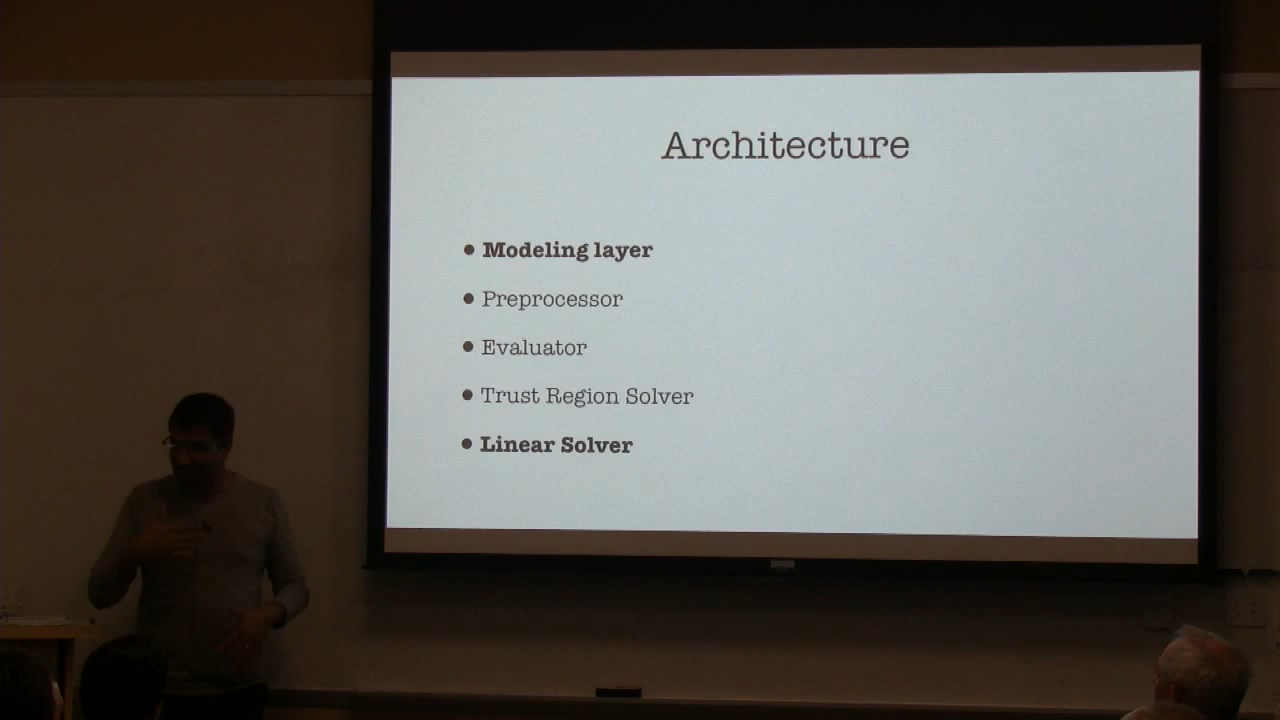 Architecture
• Modeling layer
• Preprocessor
• Evaluator
• Trust Region Solver
• Linear Solver